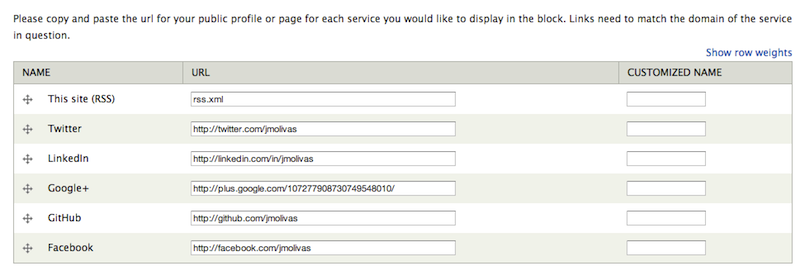 Please copy and paste the url for your public profile or page for each service you would like to display in the block. Links need to match the domain of the service
in question.
Show row weights
NAME URL CUSTOMIZED NAME
This site (RSS) rss.xml
Twitter http://twitter.com/jmolivas
LinkedIn http://linkedin.com/in/jmolivas
Google+ http://plus.google.com/107277908730749548010/
GitHub http://github.com/jmolivas
Facebook http://facebook.com/jmolivas